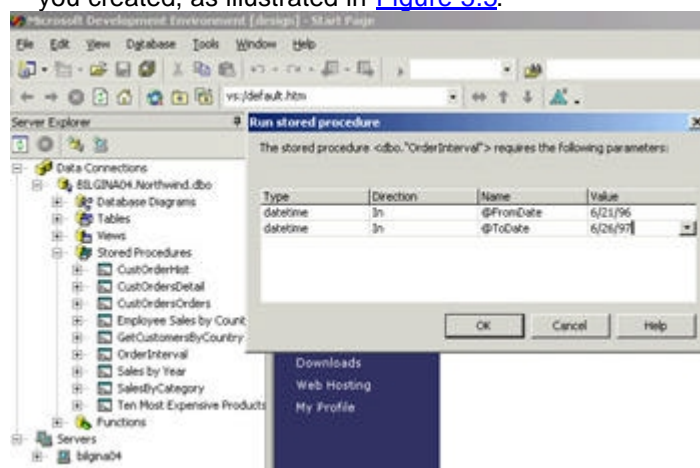 you created, as illustrated in Figure 5.5.
Microsoft Development Environment [design] - Start Page
File Edit View Database Tools Window Help
vs:/default.htm
Server Explorer
Run stored procedure
The stored procedure <dbo."OrderInterval"> requires the following parameters:
Type Direction Name Value
datetime In @FromDate 6/21/96
datetime In @ToDate 6/26/97
OK Cancel Help
Data Connections
BILGINA04.Northwind.dbo
Database Diagrams
Tables
Views
Stored Procedures
CustOrderHist
CustOrdersDetail
CustOrdersOrders
Employee Sales by Count
GetCustomersByCountry
OrderInterval
Sales by Year
SalesByCategory
Ten Most Expensive Products
Functions
Servers
bilgina04
Downloads
Web Hosting
My Profile